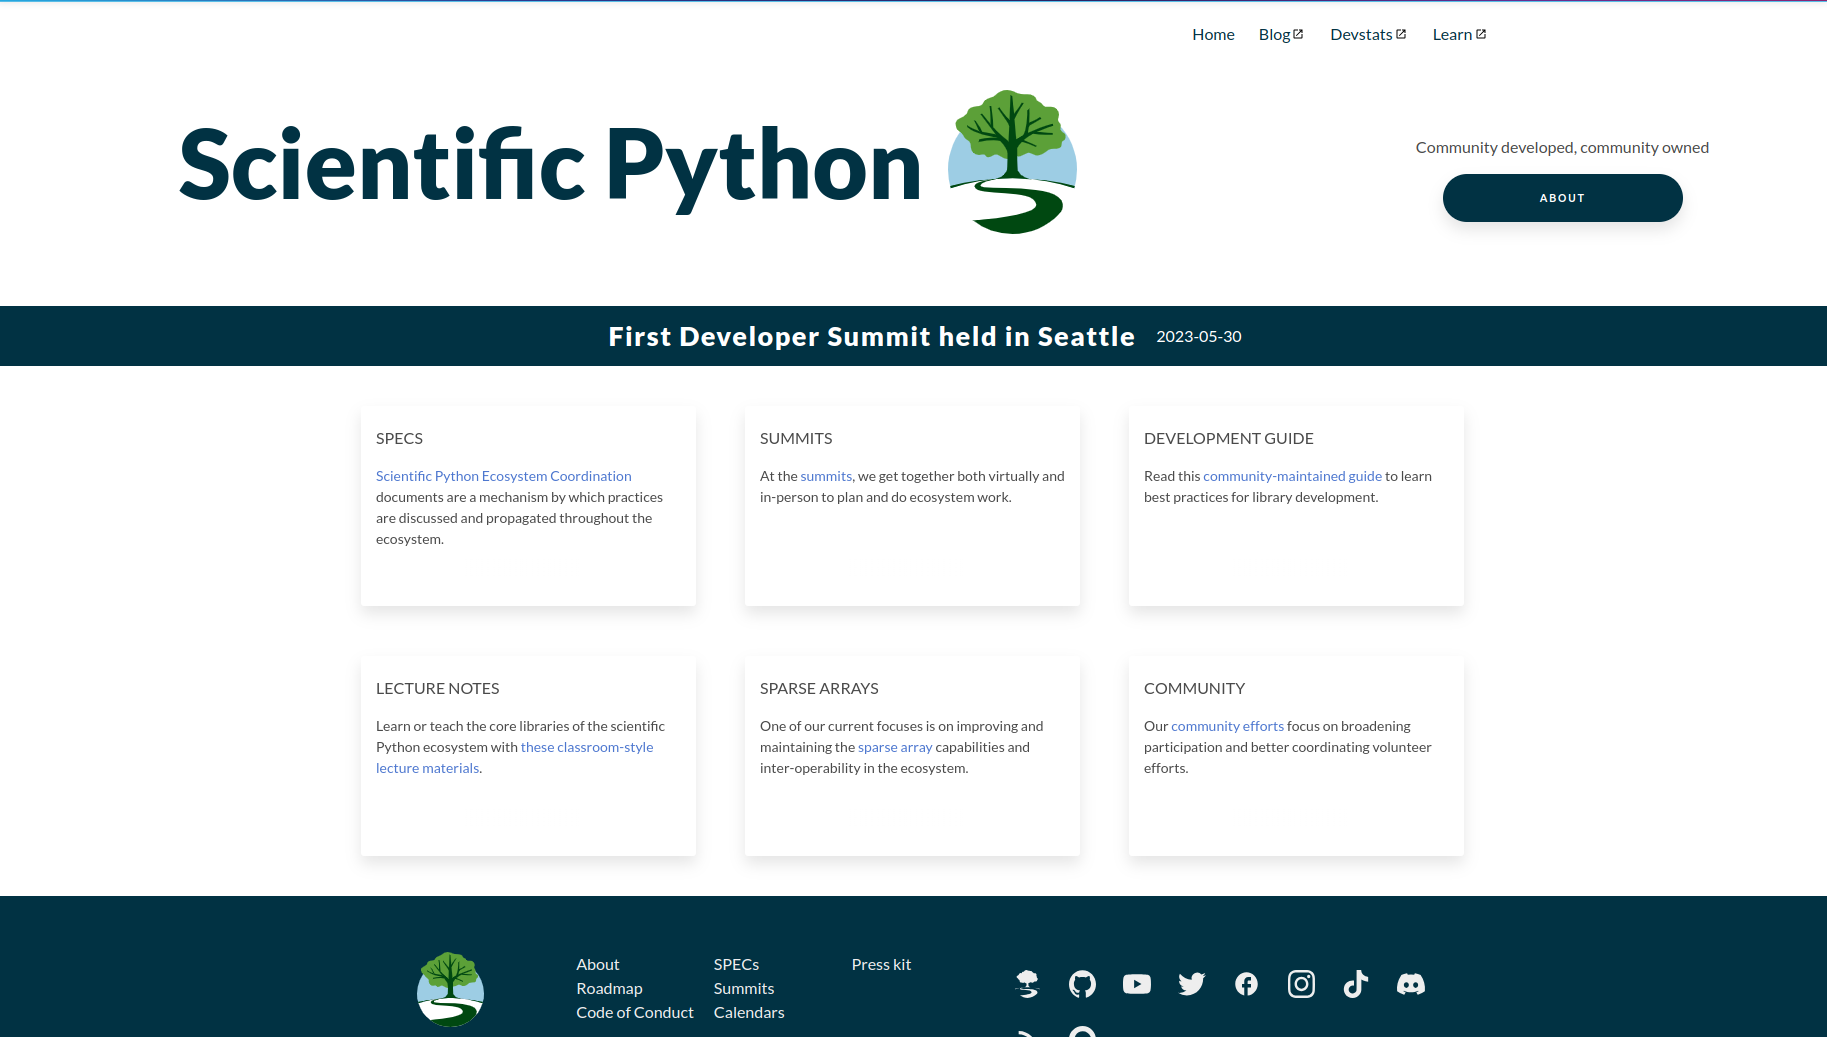 Home Blog Devstats Learn
Scientific Python
Community developed, community owned
ABOUT
First Developer Summit held in Seattle 2023-05-30
SPECS
Scientific Python Ecosystem Coordination
documents are a mechanism by which practices
are discussed and propagated throughout the
ecosystem.
SUMMITS
At the summits, we get together both virtually and
in-person to plan and do ecosystem work.
DEVELOPMENT GUIDE
Read this community-maintained guide to learn
best practices for library development.
LECTURE NOTES
Learn or teach the core libraries of the scientific
Python ecosystem with these classroom-style
lecture materials.
SPARSE ARRAYS
One of our current focuses is on improving and
maintaining the sparse array capabilities and
inter-operability in the ecosystem.
COMMUNITY
Our community efforts focus on broadening
participation and better coordinating volunteer
efforts.
About
Roadmap
Code of Conduct
SPECs
Summits
Calendars
Press kit